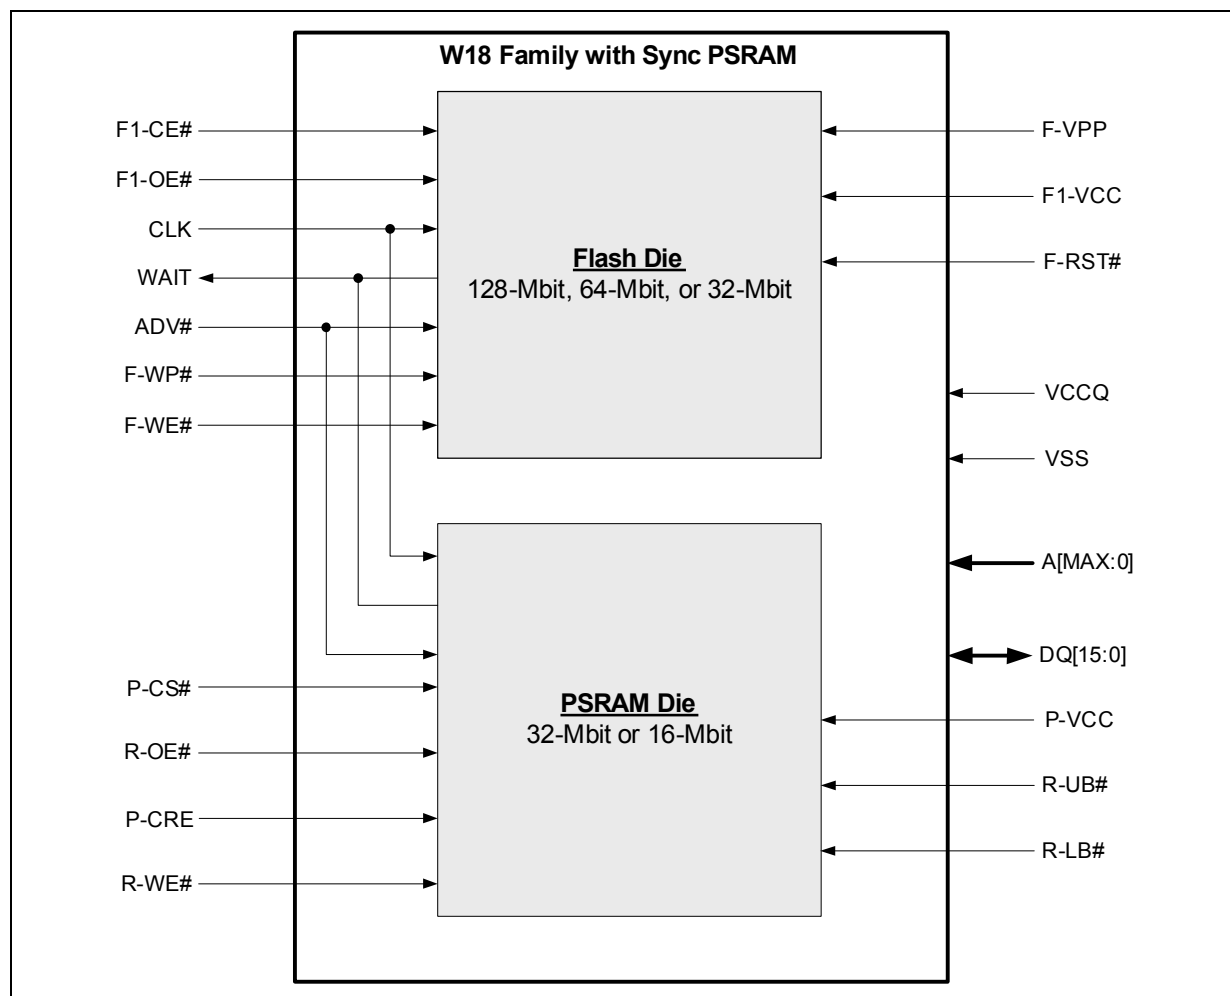 W18 Family with Sync PSRAM
F1-CE#
F1-OE#
CLK
WAIT
ADV#
F-WP#
F-WE#
Flash Die
128-Mbit, 64-Mbit, or 32-Mbit
F-VPP
F1-VCC
F-RST#
VCCQ
VSS
A[MAX:0]
DQ[15:0]
P-CS#
R-OE#
P-CRE
R-WE#
PSRAM Die
32-Mbit or 16-Mbit
P-VCC
R-UB#
R-LB#